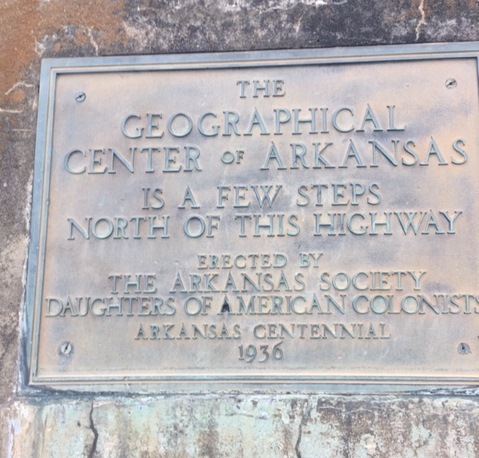 THE
GEOGRAPHICAL
CENTER OF ARKANSAS
IS A FEW STEPS
NORTH OF THIS HIGHWAY
ERECTED BY
THE ARKANSAS SOCIETY
DAUGHTERS OF AMERICAN COLONISTS
ARKANSAS CENTENNIAL
1936